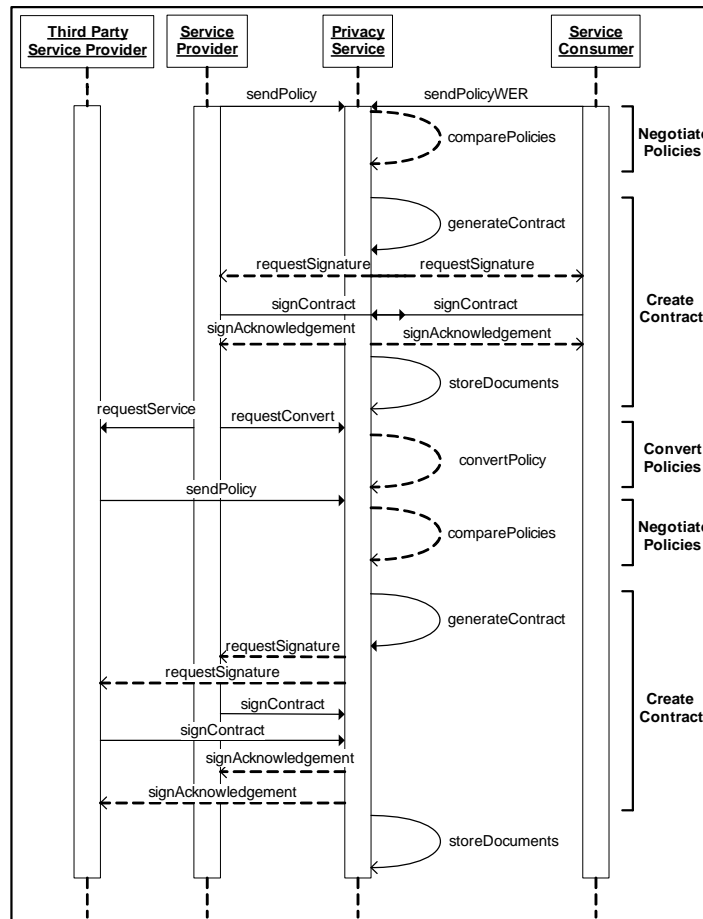 Third Party
Service Provider
Service
Provider
Privacy
Service
Service
Consumer
sendPolicy
sendPolicyWER
comparePolicies
Negotiate
Policies
generateContract
requestSignature
requestSignature
signContract
signContract
signAcknowledgement
signAcknowledgement
Create
Contract
storeDocuments
requestService
requestConvert
convertPolicy
Convert
Policies
sendPolicy
comparePolicies
Negotiate
Policies
generateContract
requestSignature
requestSignature
signContract
signContract
Create
Contract
signAcknowledgement
signAcknowledgement
storeDocuments